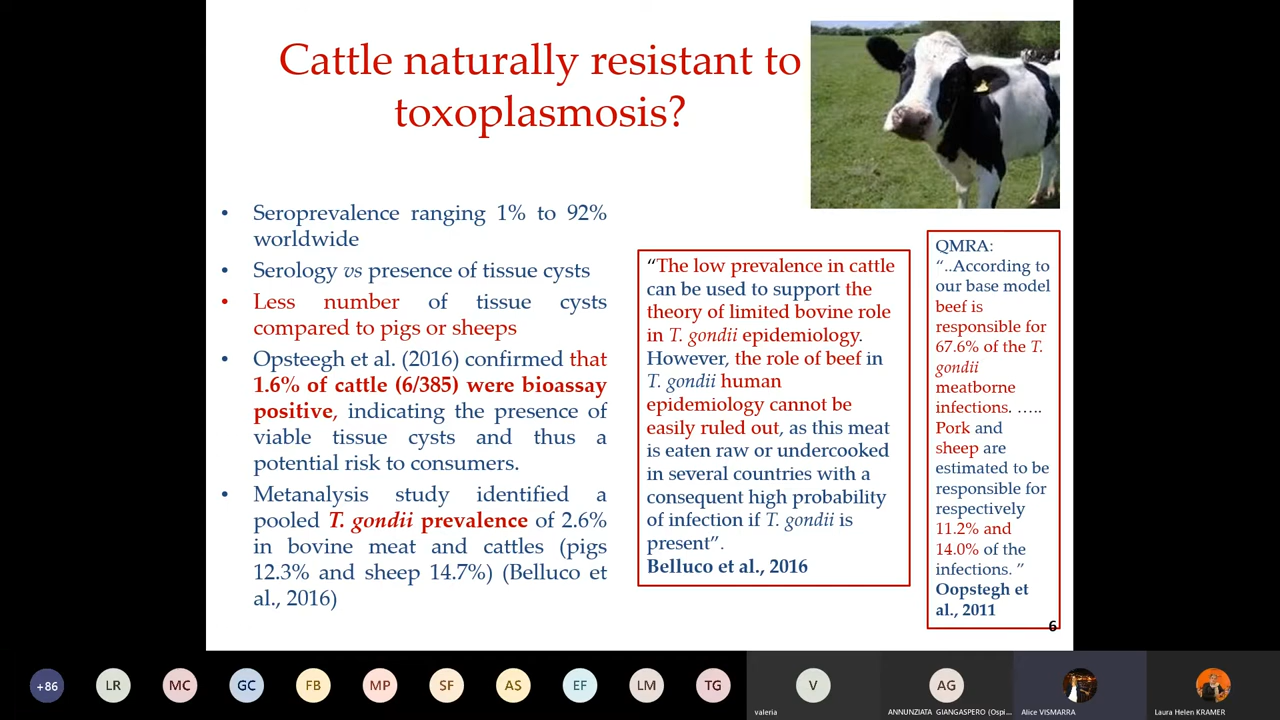 Cattle naturally resistant to
toxoplasmosis?
• Seroprevalence ranging 1% to 92%
worldwide
• Serology vs presence of tissue cysts
• Less number of tissue cysts
compared to pigs or sheeps
• Opsteegh et al. (2016) confirmed that
1.6% of cattle (6/385) were bioassay
positive, indicating the presence of
viable tissue cysts and thus a
potential risk to consumers.
• Metanalysis study identified a
pooled T. gondii prevalence of 2.6%
in bovine meat and cattles (pigs
12.3% and sheep 14.7%) (Belluco et
al., 2016)
“The low prevalence in cattle
can be used to support the
theory of limited bovine role
in T. gondii epidemiology.
However, the role of beef in
T. gondii human
epidemiology cannot be
easily ruled out, as this meat
is eaten raw or undercooked
in several countries with a
consequent high probability
of infection if T. gondii is
present”.
Belluco et al., 2016
QMRA:
“..According to
our base model
beef is
responsible for
67.6% of the T.
gondii
meatborne
infections. …..
Pork and
sheep are
estimated to be
responsible for
respectively
11.2% and
14.0% of the
infections. ”
Oopstegh et
al., 2011
6
+86
LR
MC
GC
FB
MP
SF
AS
EF
LM
TG
V
valeria
AG
ANNUNZIATA GIANGASPERO (Ospi...
Alice VISMARRA
Laura Helen KRAMER